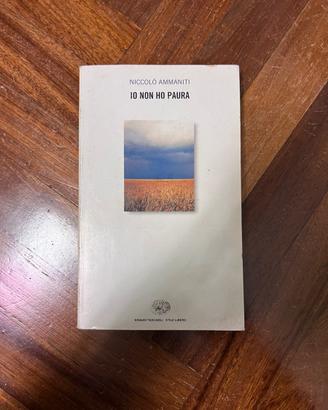 NICCOLÒ AMMANITI
IO NON HO PAURA
EINAUDI TASCABILI. STILE LIBERO